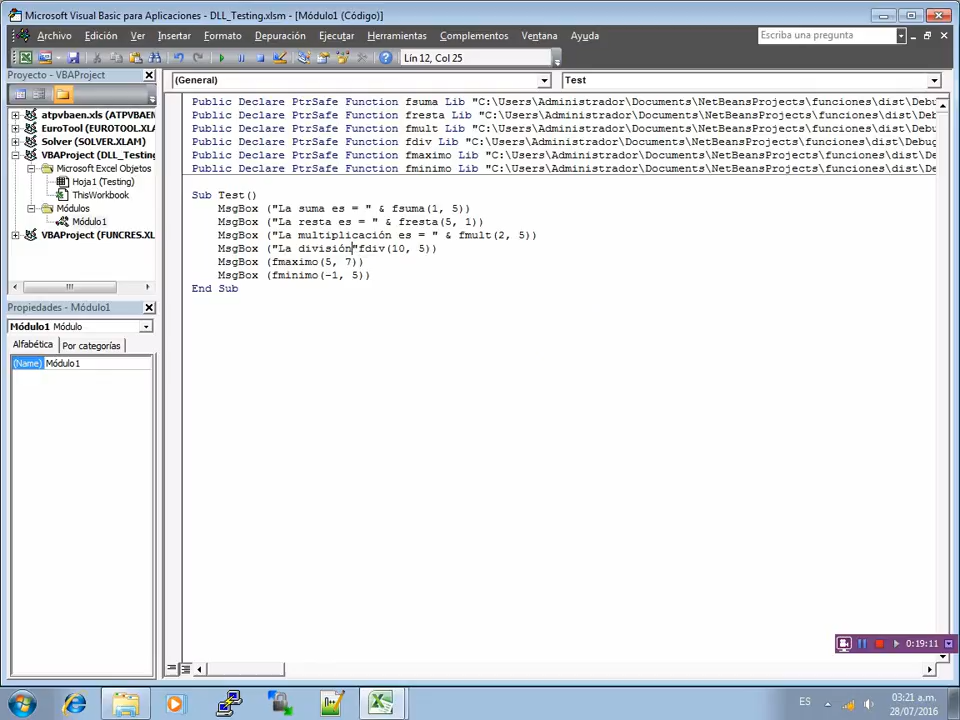 Microsoft Visual Basic para Aplicaciones - DLL_Testing.xlsm - [Módulo1 (Código)]
Archivo Edición Ver Insertar Formato Depuración Ejecutar Herramientas Complementos Ventana Ayuda
Escriba una pregunta
Lín 12, Col 25
Proyecto - VBAProject
atpvbaen.xls (ATPVBAEN
EuroTool (EUROTOOL.XLA
Solver (SOLVER.XLAM)
VBAProject (DLL_Testing
Microsoft Excel Objetos
Hoja1 (Testing)
ThisWorkbook
Módulos
Módulo1
VBAProject (FUNCRES.XL
Propiedades - Módulo1
Módulo1 Módulo
Alfabética Por categorías
(Name) Módulo1
(General) Test
Public Declare PtrSafe Function fsuma Lib "C:\Users\Administrador\Documents\NetBeansProjects\funciones\dist\Debu
Public Declare PtrSafe Function fresta Lib "C:\Users\Administrador\Documents\NetBeansProjects\funciones\dist\Deb
Public Declare PtrSafe Function fmult Lib "C:\Users\Administrador\Documents\NetBeansProjects\funciones\dist\Debu
Public Declare PtrSafe Function fdiv Lib "C:\Users\Administrador\Documents\NetBeansProjects\funciones\dist\Debug
Public Declare PtrSafe Function fmaximo Lib "C:\Users\Administrador\Documents\NetBeansProjects\funciones\dist\De
Public Declare PtrSafe Function fminimo Lib "C:\Users\Administrador\Documents\NetBeansProjects\funciones\dist\De
Sub Test()
MsgBox ("La suma es = " & fsuma(1, 5))
MsgBox ("La resta es = " & fresta(5, 1))
MsgBox ("La multiplicación es = " & fmult(2, 5))
MsgBox ("La división"fdiv(10, 5))
MsgBox (fmaximo(5, 7))
MsgBox (fminimo(-1, 5))
End Sub
0:19:11
ES
03:21 a.m.
28/07/2016